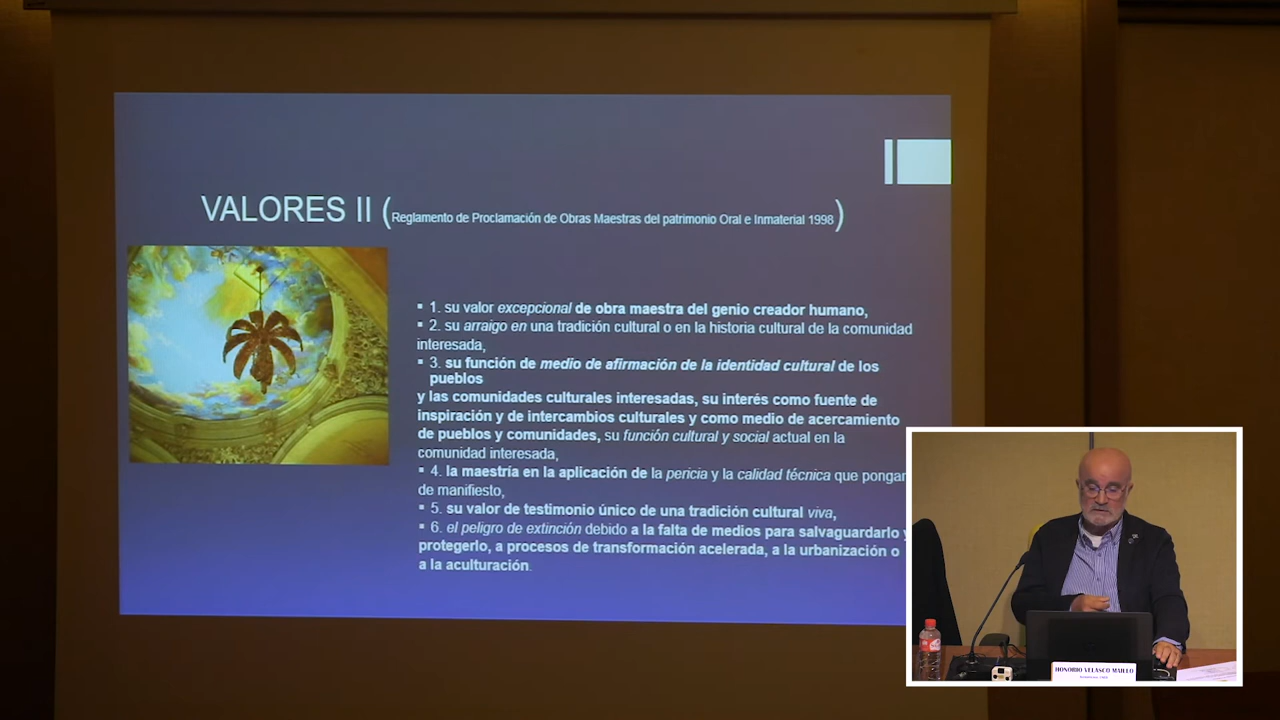 VALORES II (Reglamento de Proclamación de Obras Maestras del patrimonio Oral e Inmaterial 1998)
▪ 1. su valor excepcional de obra maestra del genio creador humano,
▪ 2. su arraigo en una tradición cultural o en la historia cultural de la comunidad
interesada,
▪ 3. su función de medio de afirmación de la identidad cultural de los
pueblos
y las comunidades culturales interesadas, su interés como fuente de
inspiración y de intercambios culturales y como medio de acercamiento
de pueblos y comunidades, su función cultural y social actual en la
comunidad interesada,
▪ 4. la maestría en la aplicación de la pericia y la calidad técnica que pongan
de manifiesto,
▪ 5. su valor de testimonio único de una tradición cultural viva,
▪ 6. el peligro de extinción debido a la falta de medios para salvaguardarlo y
protegerlo, a procesos de transformación acelerada, a la urbanización o
a la aculturación.
HONORIO VELASCO MAILLO